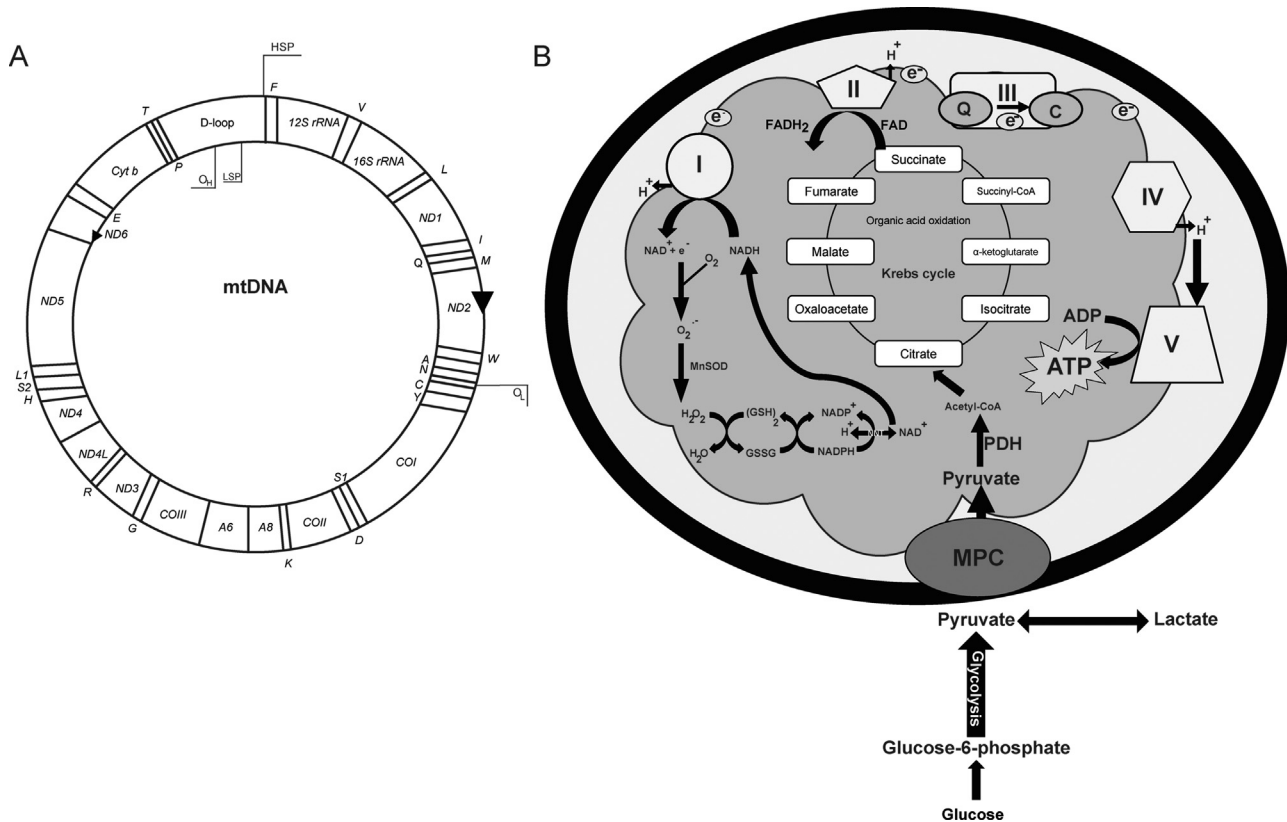 A
HSP
F
V
T
D-loop
12S rRNA
P
Cyt b
16S rRNA
L
O_H
LSP
E
ND6
ND1
I
M
Q
ND5
mtDNA
ND2
A
N
W
C
Y
O_L
L1
S2
H
ND4
COI
ND4L
S1
R
ND3
G
COIII
A6
A8
COII
D
K
B
H+
e-
II
III
Q
C
e-
e-
e-
FADH2
FAD
I
Succinate
H+
Fumarate
Succinyl-CoA
IV
Organic acid oxidation
H+
NAD+ + e-
NADH
Malate
α-ketoglutarate
O2
Krebs cycle
Oxaloacetate
Isocitrate
ADP
O2.-
V
Citrate
ATP
MnSOD
Acetyl-CoA
H2O2
(GSH)2
NADP+
H+
NNT
NAD+
PDH
H2O
GSSG
NADPH
Pyruvate
MPC
Pyruvate
Lactate
Glycolysis
Glucose-6-phosphate
Glucose